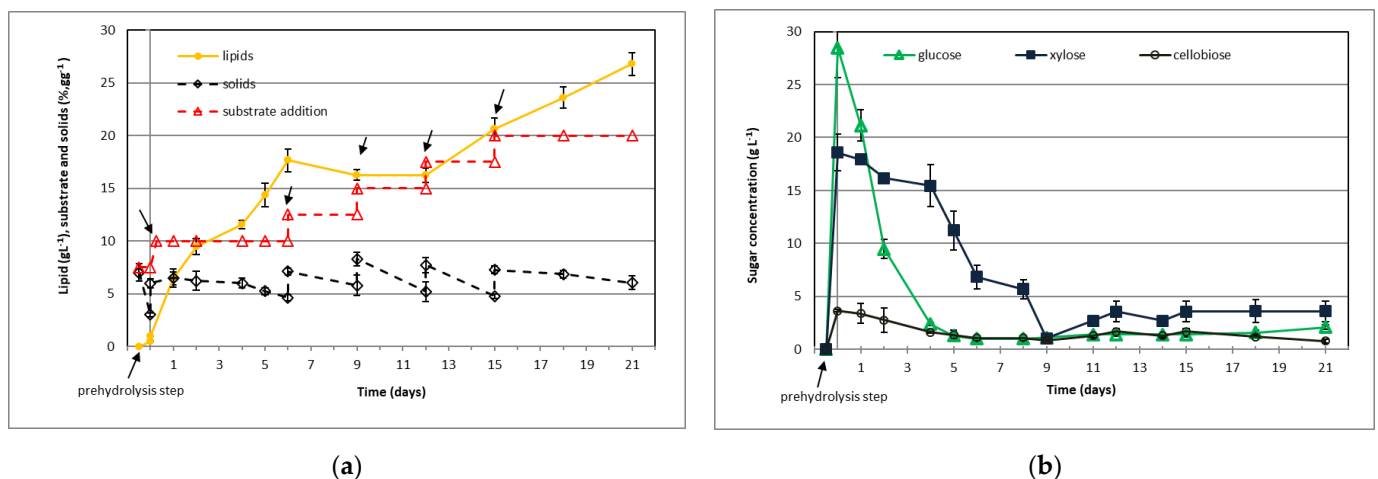 30
25
20
15
10
5
0
Lipid (gL-1), substrate and solids (%,gg-1)
lipids
solids
substrate addition
1 3 5 7 9 11 13 15 17 19 21
Time (days)
prehydrolysis step
(a)
30
25
20
15
10
5
0
Sugar concentration (g L-1)
glucose xylose cellobiose
1 3 5 7 9 11 13 15 17 19 21
Time (days)
prehydrolysis step
(b)